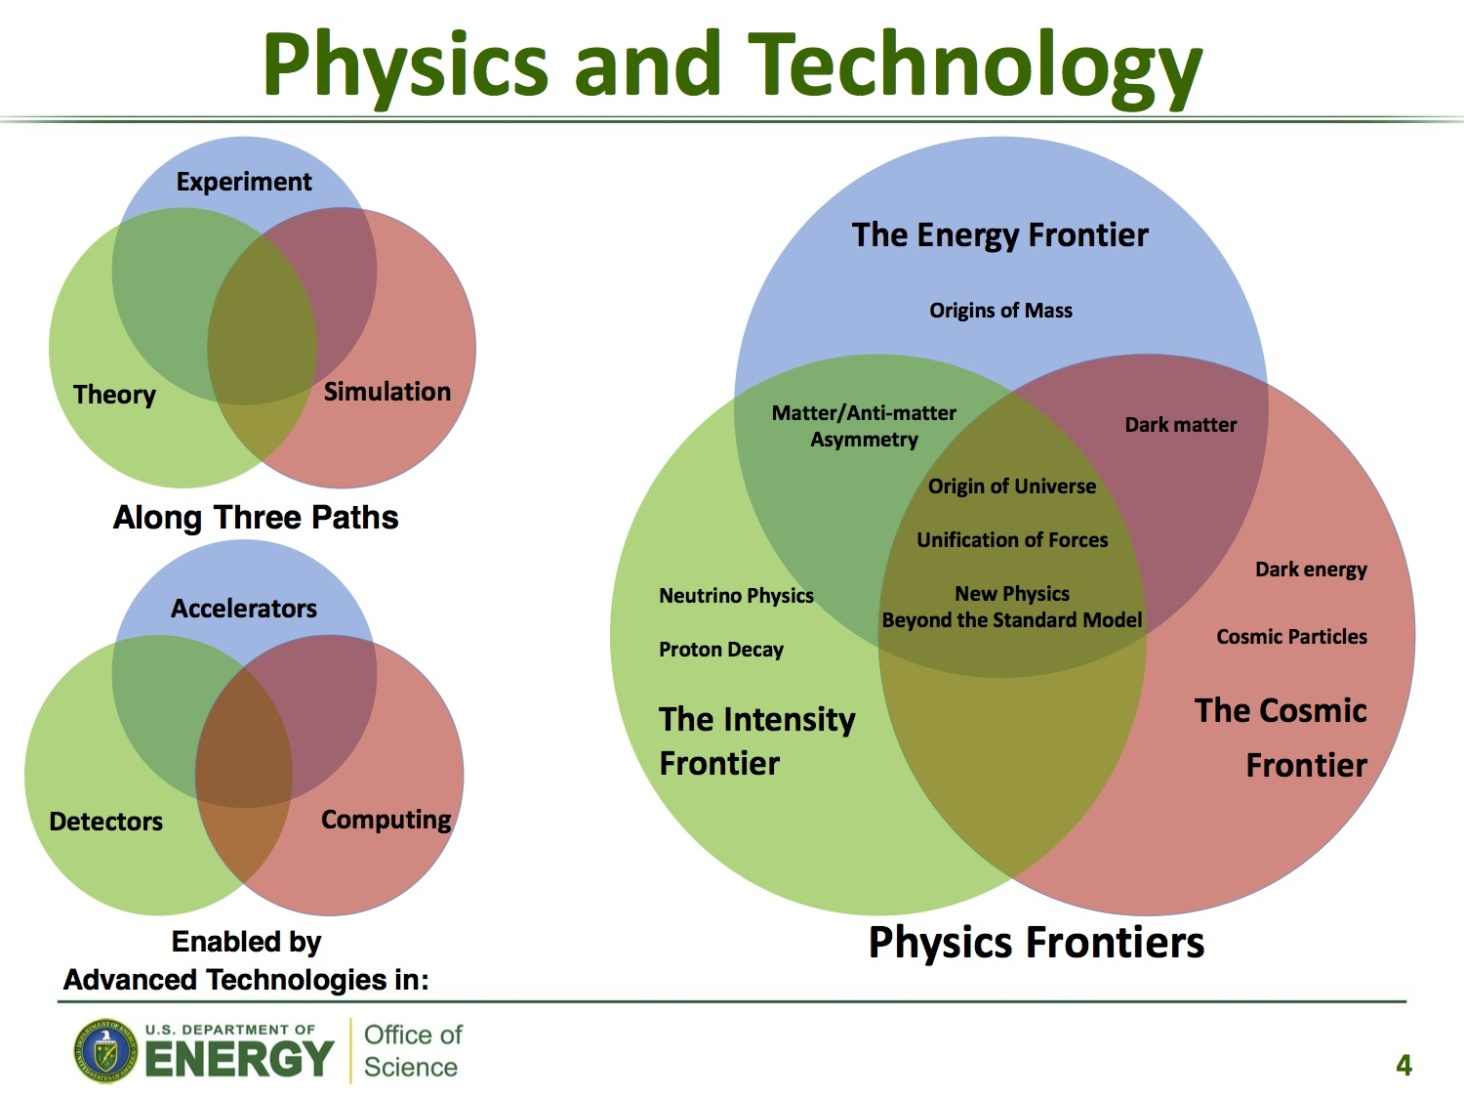 Physics and Technology
Experiment
Theory
Simulation
Along Three Paths
Accelerators
Detectors
Computing
Enabled by
Advanced Technologies in:
The Energy Frontier
Origins of Mass
Matter/Anti-matter
Asymmetry
Dark matter
Origin of Universe
Unification of Forces
New Physics
Beyond the Standard Model
Neutrino Physics
Proton Decay
The Intensity
Frontier
Dark energy
Cosmic Particles
The Cosmic
Frontier
Physics Frontiers
U.S. DEPARTMENT OF
ENERGY
Office of
Science
4